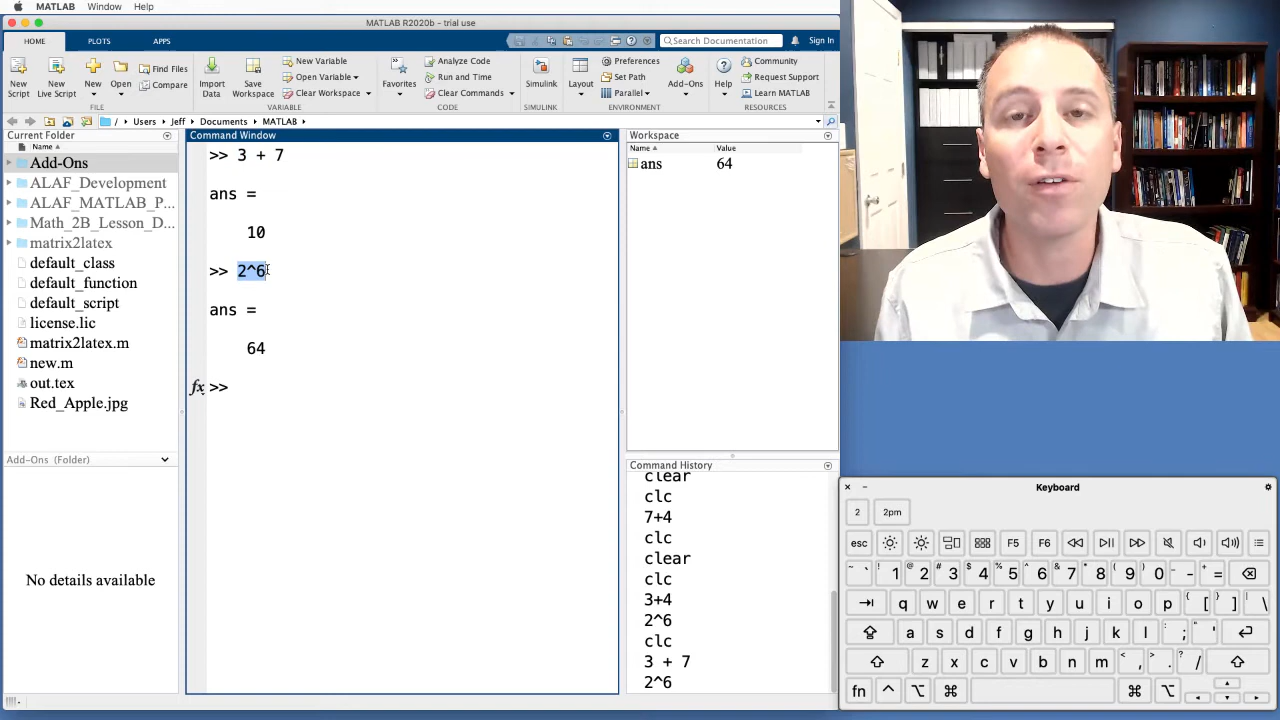 MATLAB Window Help
MATLAB R2020b - trial use
HOME PLOTS APPS
Search Documentation Sign In
New Script
New Live Script
New
Open
Find Files
Compare
FILE
Import Data
Save Workspace
New Variable
Open Variable
Clear Workspace
VARIABLE
Favorites
Analyze Code
Run and Time
Clear Commands
CODE
Simulink
SIMULINK
Layout
Preferences
Set Path
Parallel
Add-Ons
ENVIRONMENT
Help
Community
Request Support
Learn MATLAB
RESOURCES
/ Users Jeff Documents MATLAB
Current Folder
Name
Add-Ons
ALAF_Development
ALAF_MATLAB_P...
Math_2B_Lesson_D...
matrix2latex
default_class
default_function
default_script
license.lic
matrix2latex.m
new.m
out.tex
Red_Apple.jpg
Add-Ons (Folder)
No details available
Command Window
>> 3 + 7
ans =
10
>> 2^6
ans =
64
fx >>
Workspace
Name Value
ans 64
Command History
clear
clc
7+4
clc
clear
clc
3+4
2^6
clc
3 + 7
2^6
Keyboard
2 2pm
esc F5 F6
~ ` ! 1 @ 2 # 3 $ 4 % 5 ^ 6 & 7 * 8 ( 9 ) 0 - - + =
q w e r t y u i o p { [ } ] | \
a s d f g h j k l : ; " '
z x c v b n m < , > . ? /
fn ^ ⌥ ⌘ ⌘ ⌥